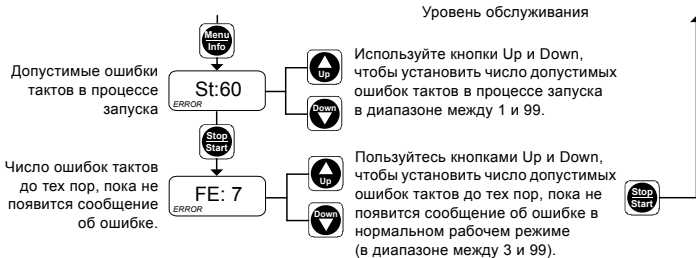 Уровень обслуживания
Menu
Info
Допустимые ошибки
тактов в процессе
запуска
St:60
ERROR
Up
Down
Используйте кнопки Up и Down,
чтобы установить число допустимых
ошибок тактов в процессе запуска
в диапазоне между 1 и 99.
Stop
Start
Число ошибок тактов
до тех пор, пока не
появится сообщение
об ошибке.
FE: 7
ERROR
Up
Down
Пользуйтесь кнопками Up и Down,
чтобы установить число допустимых
ошибок тактов до тех пор, пока не
появится сообщение об ошибке в
нормальном рабочем режиме
(в диапазоне между 3 и 99).
Stop
Start